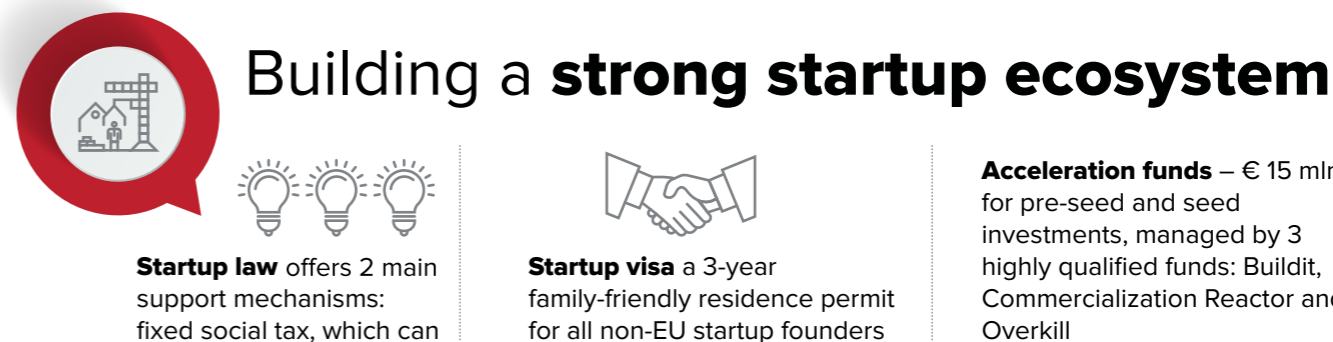 Building a strong startup ecosystem
Startup law offers 2 main
support mechanisms:
fixed social tax, which can
Startup visa a 3-year
family-friendly residence permit
for all non-EU startup founders
Acceleration funds – € 15 mln
for pre-seed and seed
investments, managed by 3
highly qualified funds: Buildit,
Commercialization Reactor and
Overkill